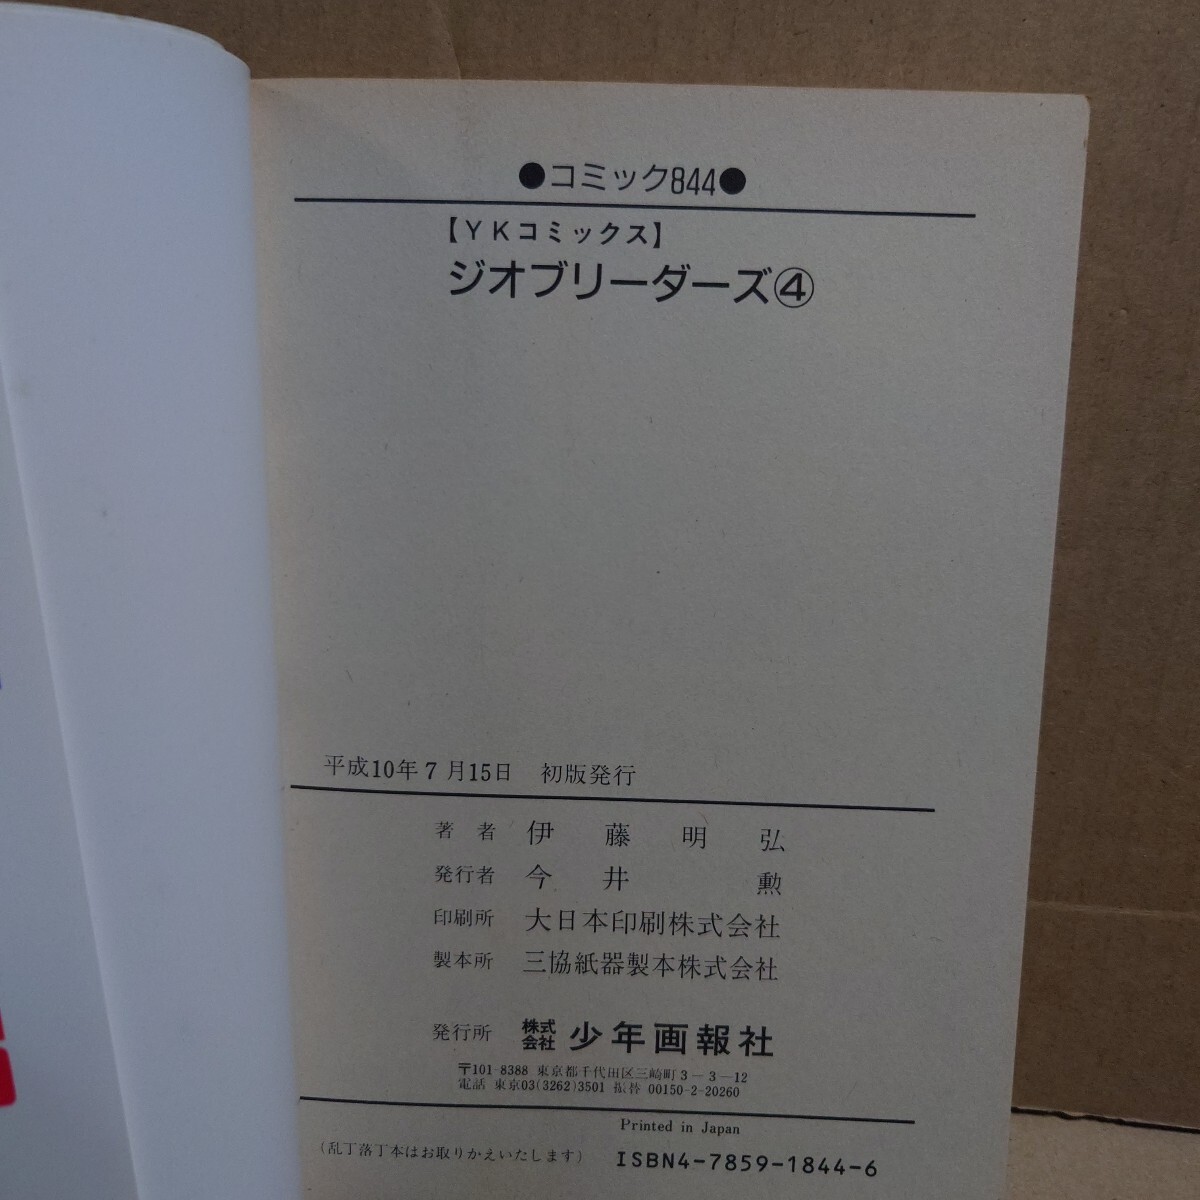 ●コミック844●
【YKコミックス】
ジオブリーダーズ④
平成10年7月15日 初版発行
著者 伊藤明弘
発行者 今井勲
印刷所 大日本印刷株式会社
製本所 三協紙器製本株式会社
発行所 株式会社 少年画報社
〒101-8388 東京都千代田区三崎町3-3-12
電話 東京03(3262)3501 振替 00150-2-20260
Printed in Japan
(乱丁落丁本はお取りかえいたします) ISBN4-7859-1844-6